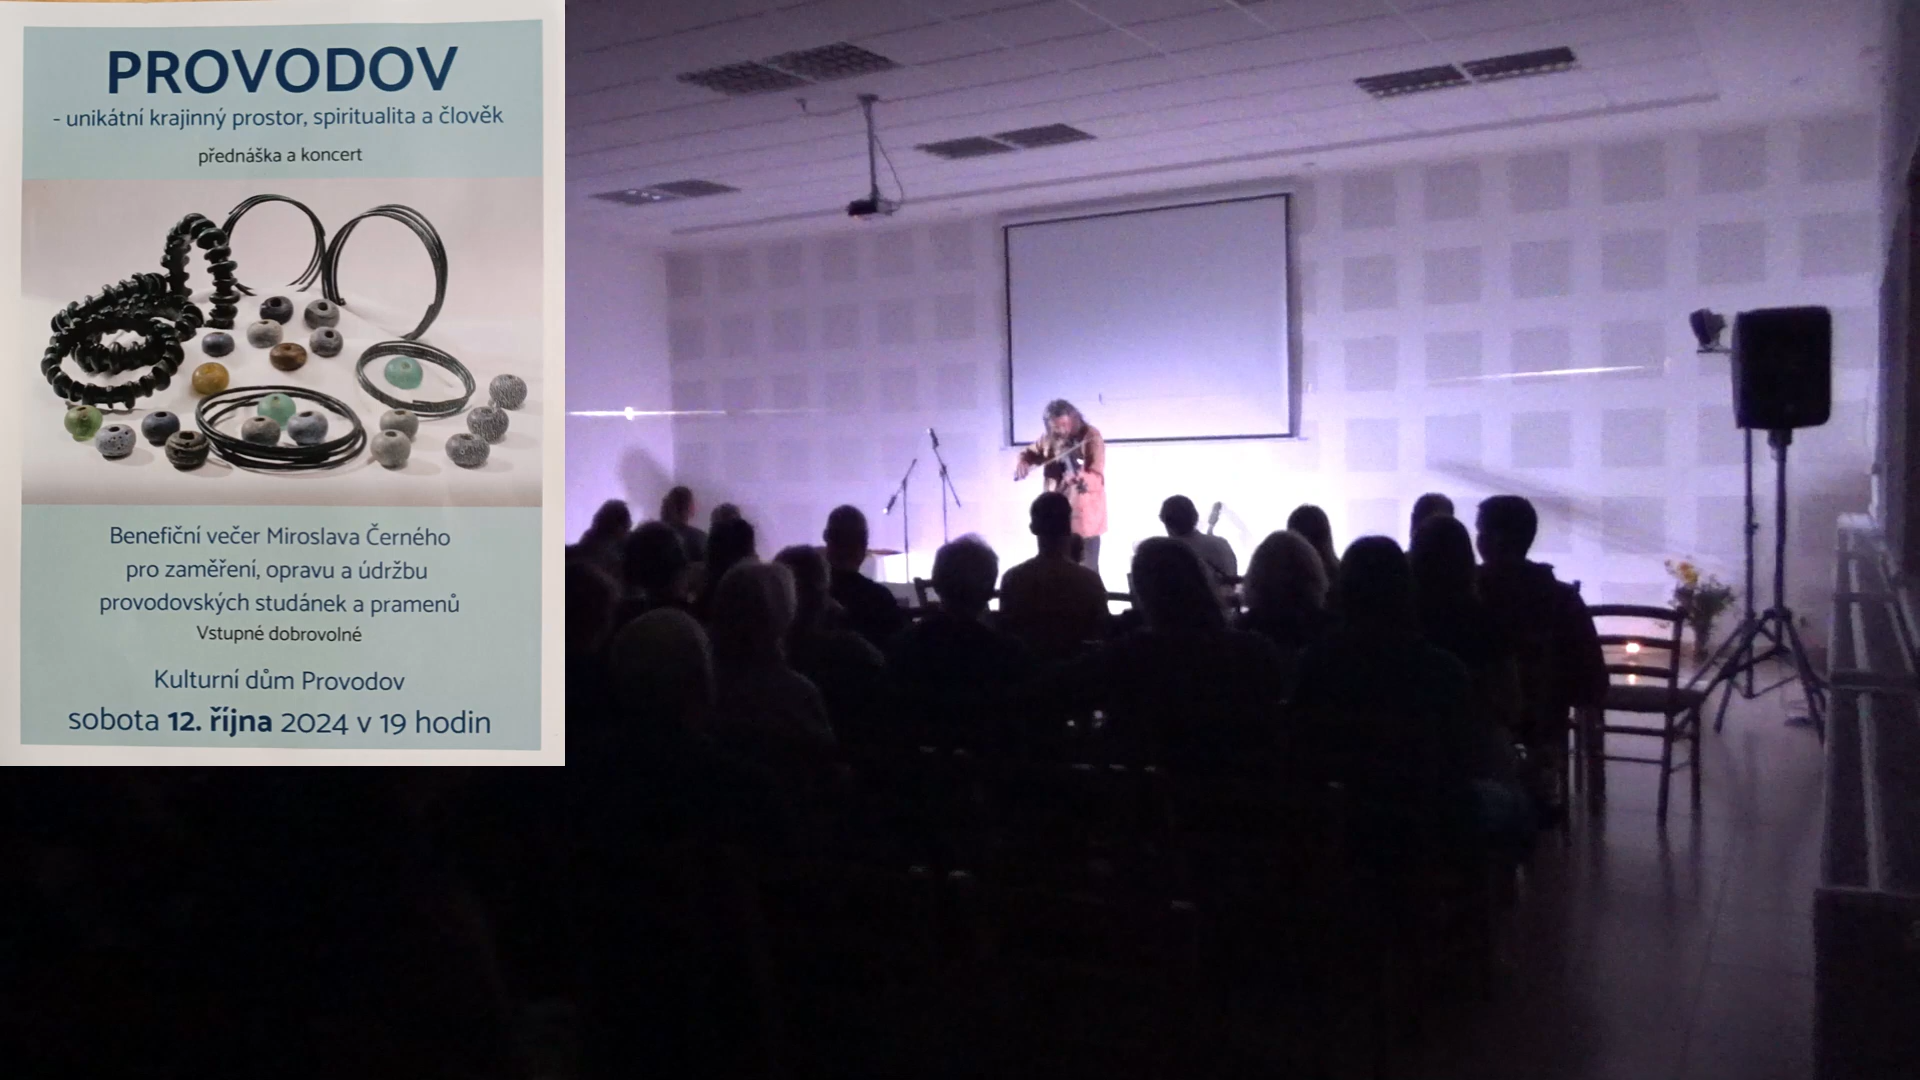 PROVODOV
- unikátní krajinný prostor, spiritualita a člověk
přednáška a koncert
Benefiční večer Miroslava Černého
pro zaměření, opravu a údržbu
provodovských studánek a pramenů
Vstupné dobrovolné
Kulturní dům Provodov
sobota 12. října 2024 v 19 hodin